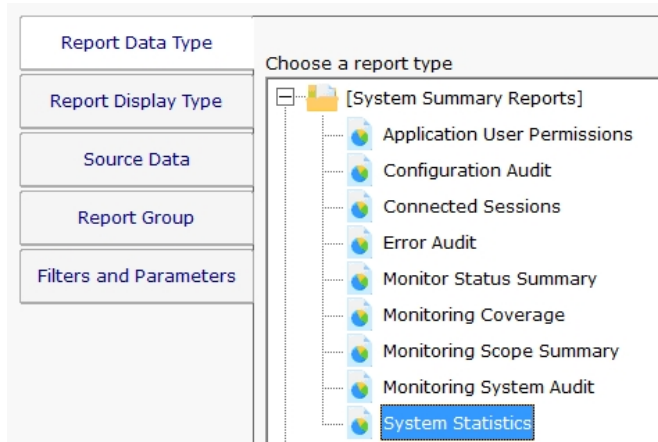 Report Data Type
Report Display Type
Source Data
Report Group
Filters and Parameters
Choose a report type
[System Summary Reports]
Application User Permissions
Configuration Audit
Connected Sessions
Error Audit
Monitor Status Summary
Monitoring Coverage
Monitoring Scope Summary
Monitoring System Audit
System Statistics